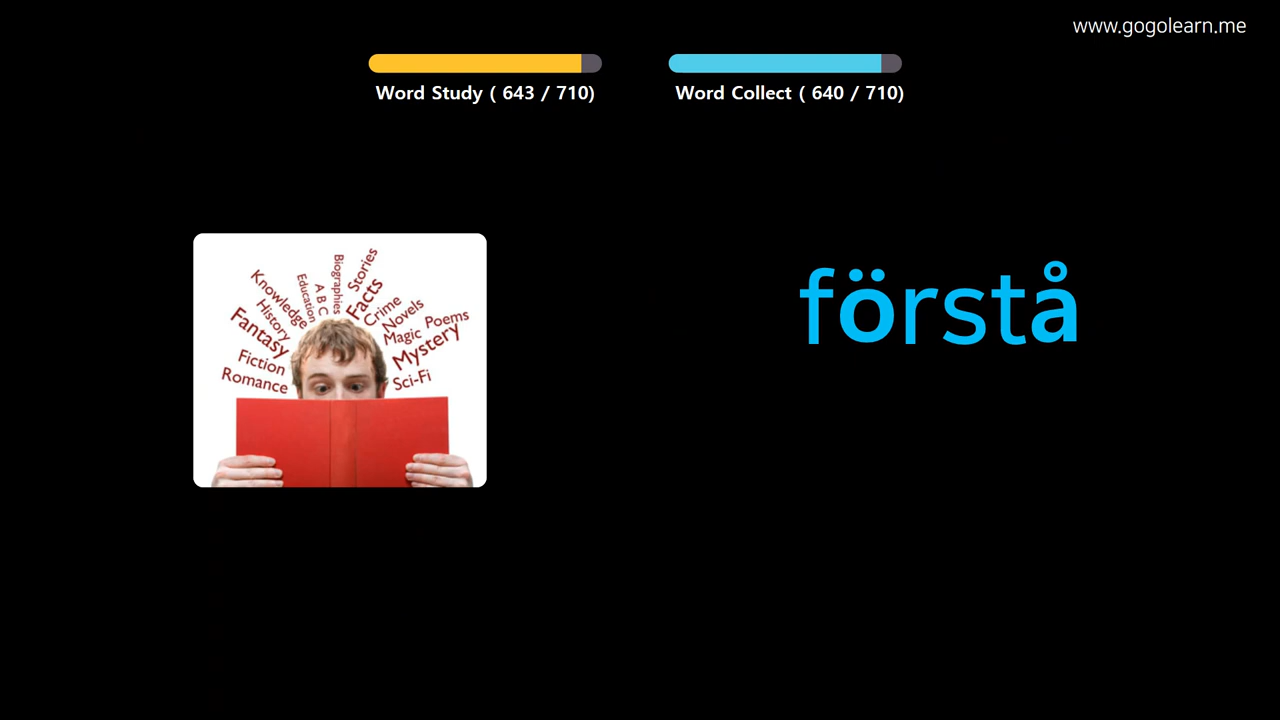 www.gogolearn.me
Word Study ( 643 / 710)
Word Collect ( 640 / 710)
Knowledge
History
Fantasy
Fiction
Romance
Education
A B C
Biographies
Stories
Facts
Crime
Novels
Magic
Poems
Mystery
Sci-Fi
förstå